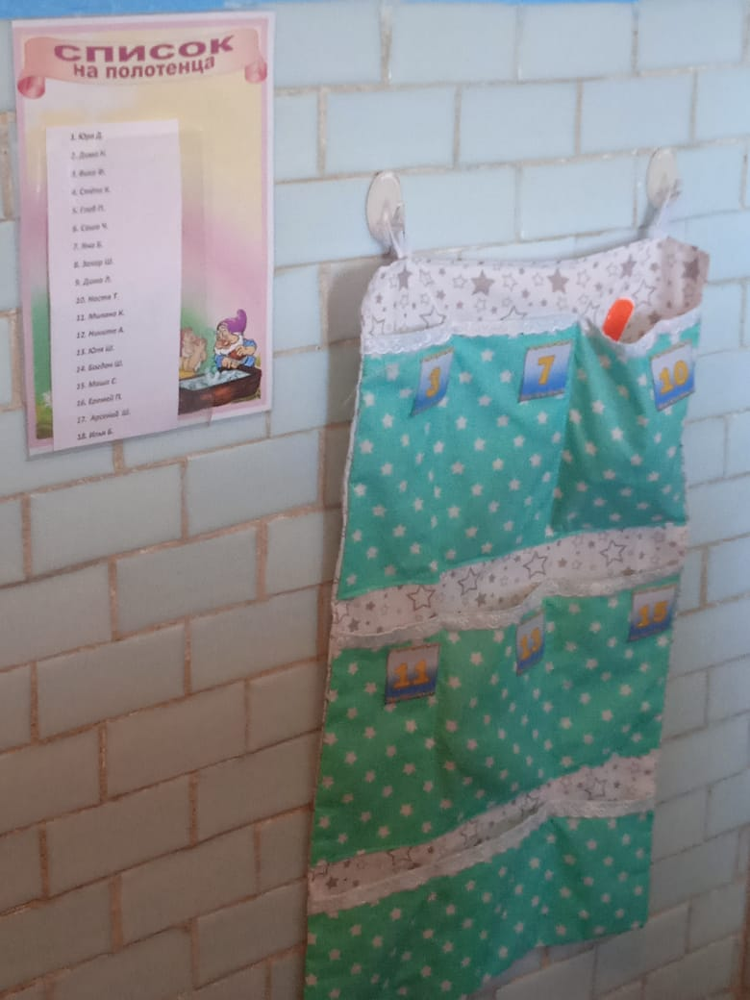 СПИСОК
на полотенца
1. Юра Д.
2. Дима Н.
3. Вика Ф.
4. Стёпа К.
5. Глеб П.
6. Саша Ч.
7. Яна Б.
8. Захар Ш.
9. Дима Л.
10. Настя Т.
11. Милана К.
12. Никита А.
13. Юля Ш.
14. Богдан Ш.
15. Маша С.
16. Еремей П.
17. Арсений Ш.
18. Илья Б.
3
7
10
11
13
15